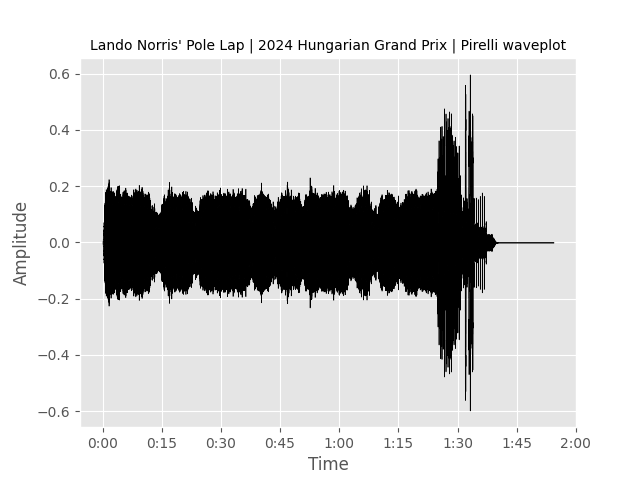 Lando Norris' Pole Lap | 2024 Hungarian Grand Prix | Pirelli waveplot
0.6
0.4
0.2
0.0
−0.2
−0.4
−0.6
Amplitude
0:00 0:15 0:30 0:45 1:00 1:15 1:30 1:45 2:00
Time